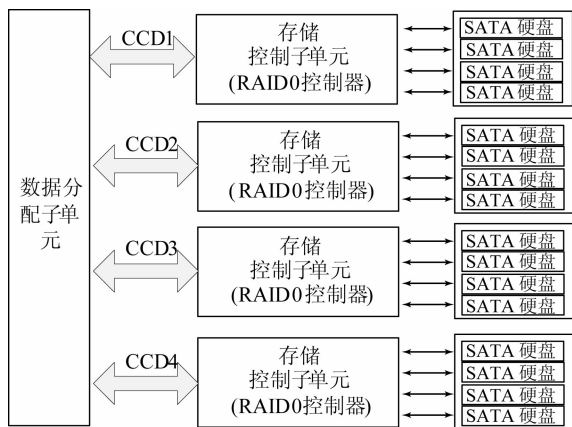 数据分
配子单
元
CCD1
存储
控制子单元
(RAID0控制器)
SATA 硬盘
SATA 硬盘
SATA 硬盘
SATA 硬盘
CCD2
存储
控制子单元
(RAID0控制器)
SATA 硬盘
SATA 硬盘
SATA 硬盘
SATA 硬盘
CCD3
存储
控制子单元
(RAID0控制器)
SATA 硬盘
SATA 硬盘
SATA 硬盘
SATA 硬盘
CCD4
存储
控制子单元
(RAID0控制器)
SATA 硬盘
SATA 硬盘
SATA 硬盘
SATA 硬盘